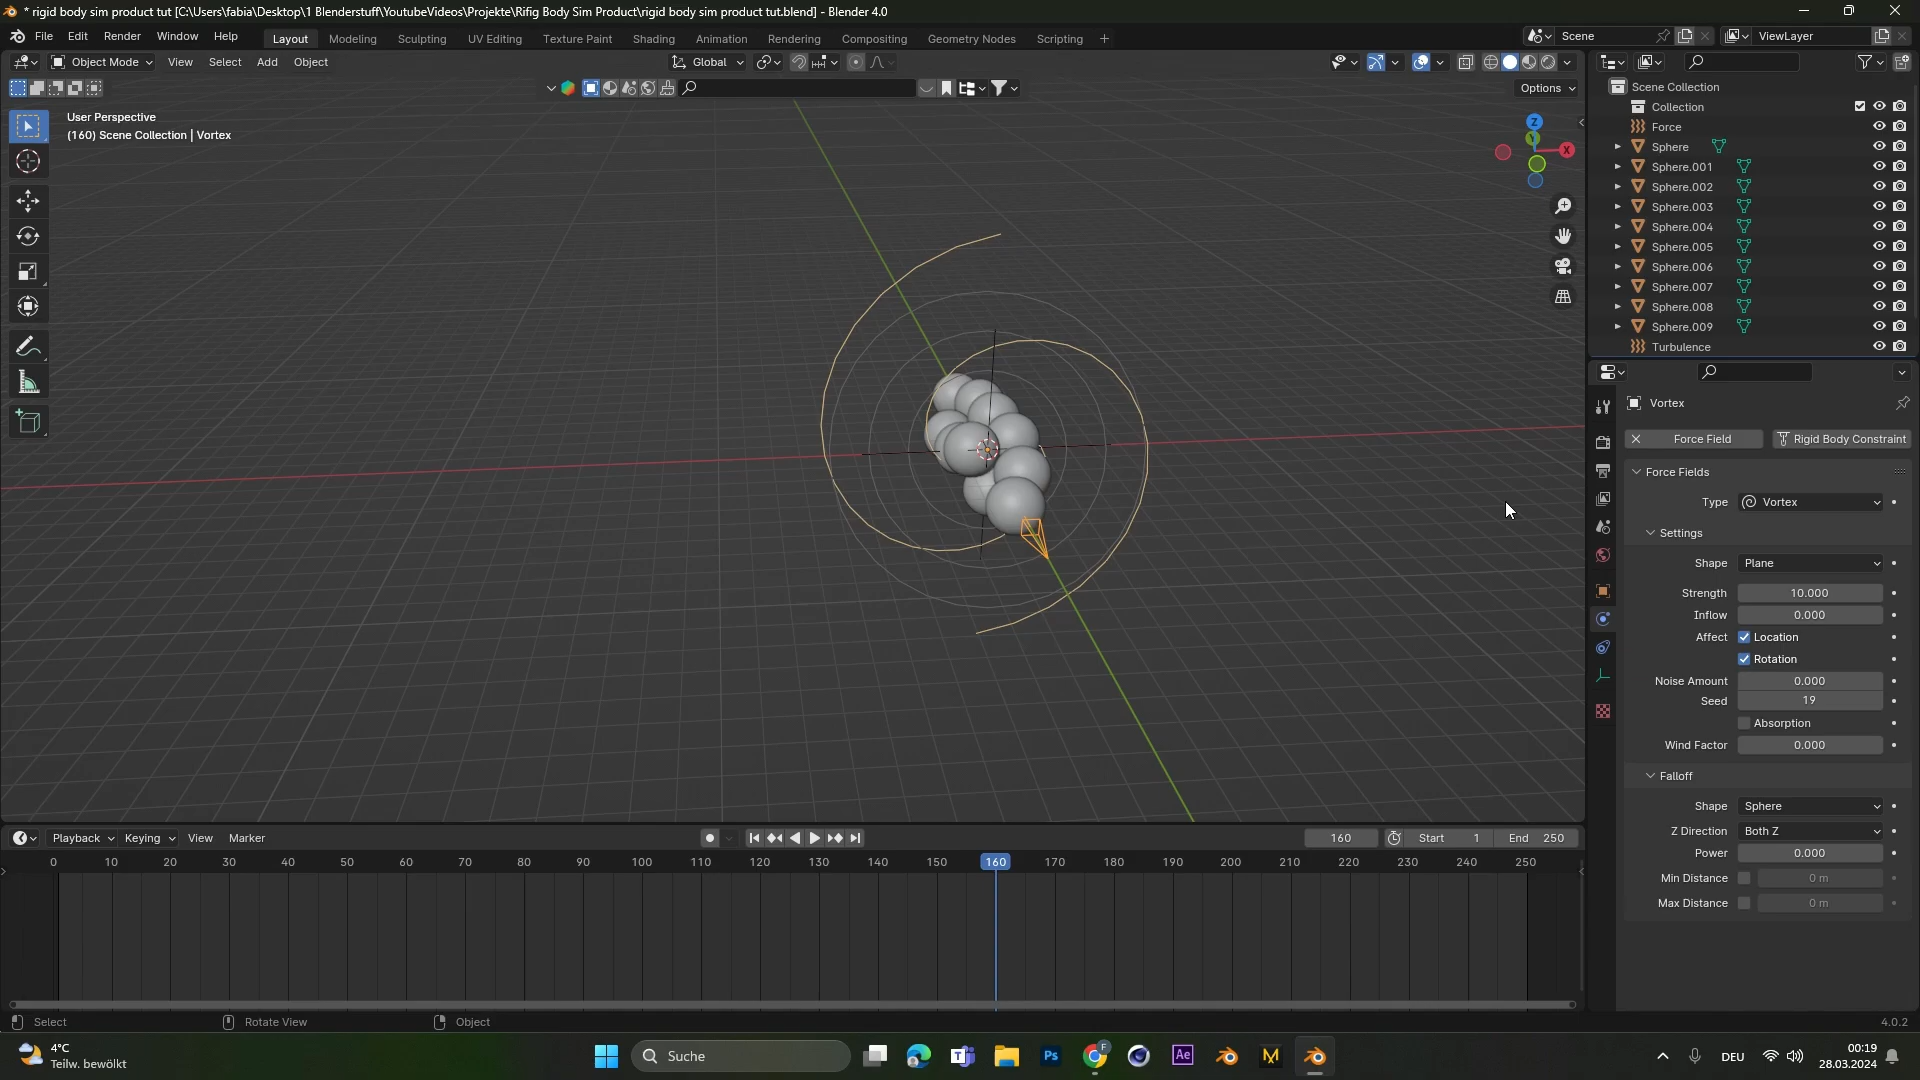 * rigid body sim product tut [C:\Users\fabia\Desktop\1 Blenderstuff\YoutubeVideos\Projekte\Rifig Body Sim Product\rigid body sim product tut.blend] - Blender 4.0
File Edit Render Window Help Layout Modeling Sculpting UV Editing Texture Paint Shading Animation Rendering Compositing Geometry Nodes Scripting + Scene ViewLayer
Object Mode View Select Add Object Global
Options
User Perspective
(160) Scene Collection | Vortex
Z
Y
X
Scene Collection
Collection
Force
Sphere
Sphere.001
Sphere.002
Sphere.003
Sphere.004
Sphere.005
Sphere.006
Sphere.007
Sphere.008
Sphere.009
Turbulence
Vortex
Force Field Rigid Body Constraint
Force Fields
Type Vortex
Settings
Shape Plane
Strength 10.000
Inflow 0.000
Affect Location
Rotation
Noise Amount 0.000
Seed 19
Absorption
Wind Factor 0.000
Falloff
Shape Sphere
Z Direction Both Z
Power 0.000
Min Distance 0 m
Max Distance 0 m
Playback Keying View Marker 160 Start 1 End 250
0 10 20 30 40 50 60 70 80 90 100 110 120 130 140 150 160 170 180 190 200 210 220 230 240 250
Select Rotate View Object 4.0.2
4°C
Teilw. bewölkt
Suche
T
Ps
F
Ae
M
DEU
00:19
28.03.2024